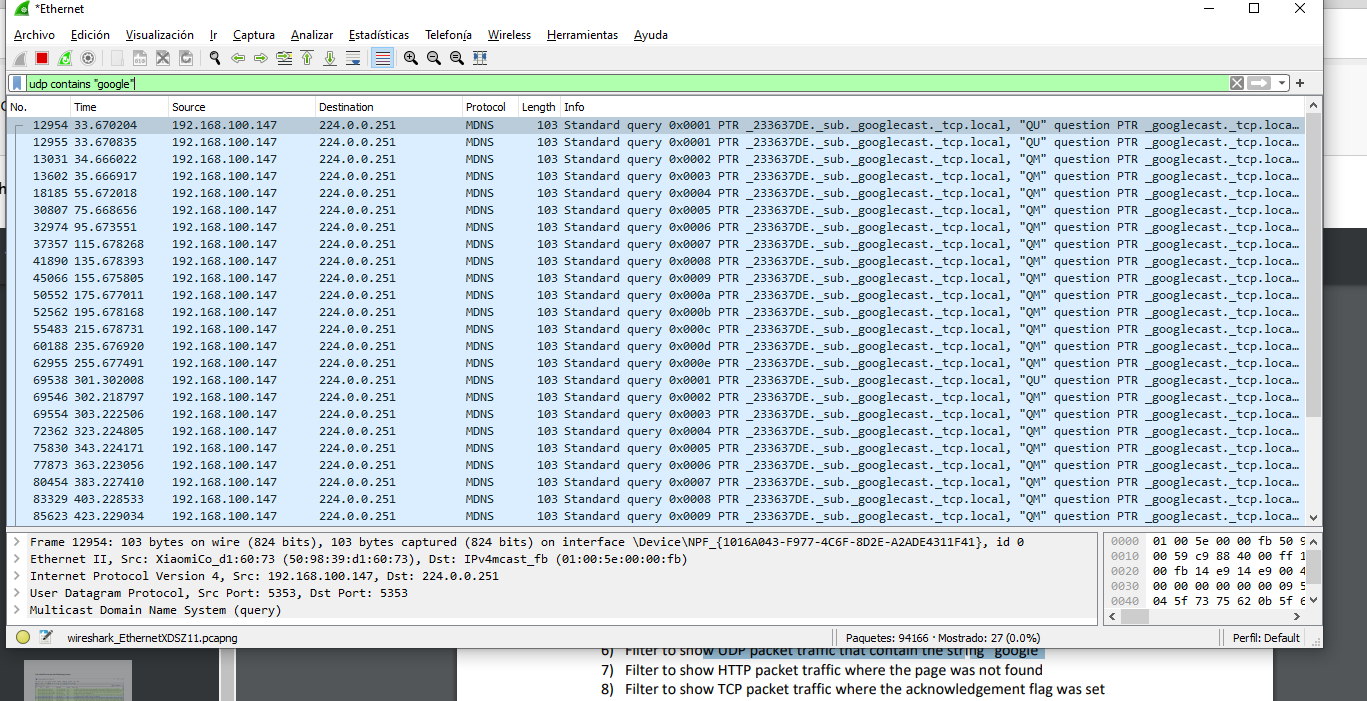 *Ethernet
Archivo Edición Visualización Ir Captura Analizar Estadísticas Telefonía Wireless Herramientas Ayuda
udp contains "google"
No. Time Source Destination Protocol Length Info
12954 33.670204 192.168.100.147 224.0.0.251 MDNS 103 Standard query 0x0001 PTR _233637DE._sub._googlecast._tcp.local, "QU" question PTR _googlecast._tcp.loca…
12955 33.670835 192.168.100.147 224.0.0.251 MDNS 103 Standard query 0x0001 PTR _233637DE._sub._googlecast._tcp.local, "QU" question PTR _googlecast._tcp.loca…
13031 34.666022 192.168.100.147 224.0.0.251 MDNS 103 Standard query 0x0002 PTR _233637DE._sub._googlecast._tcp.local, "QM" question PTR _googlecast._tcp.loca…
13602 35.666917 192.168.100.147 224.0.0.251 MDNS 103 Standard query 0x0003 PTR _233637DE._sub._googlecast._tcp.local, "QM" question PTR _googlecast._tcp.loca…
18185 55.672018 192.168.100.147 224.0.0.251 MDNS 103 Standard query 0x0004 PTR _233637DE._sub._googlecast._tcp.local, "QM" question PTR _googlecast._tcp.loca…
30807 75.668656 192.168.100.147 224.0.0.251 MDNS 103 Standard query 0x0005 PTR _233637DE._sub._googlecast._tcp.local, "QM" question PTR _googlecast._tcp.loca…
32974 95.673551 192.168.100.147 224.0.0.251 MDNS 103 Standard query 0x0006 PTR _233637DE._sub._googlecast._tcp.local, "QM" question PTR _googlecast._tcp.loca…
37357 115.678268 192.168.100.147 224.0.0.251 MDNS 103 Standard query 0x0007 PTR _233637DE._sub._googlecast._tcp.local, "QM" question PTR _googlecast._tcp.loca…
41890 135.678393 192.168.100.147 224.0.0.251 MDNS 103 Standard query 0x0008 PTR _233637DE._sub._googlecast._tcp.local, "QM" question PTR _googlecast._tcp.loca…
45066 155.675805 192.168.100.147 224.0.0.251 MDNS 103 Standard query 0x0009 PTR _233637DE._sub._googlecast._tcp.local, "QM" question PTR _googlecast._tcp.loca…
50552 175.677011 192.168.100.147 224.0.0.251 MDNS 103 Standard query 0x000a PTR _233637DE._sub._googlecast._tcp.local, "QM" question PTR _googlecast._tcp.loca…
52562 195.678168 192.168.100.147 224.0.0.251 MDNS 103 Standard query 0x000b PTR _233637DE._sub._googlecast._tcp.local, "QM" question PTR _googlecast._tcp.loca…
55483 215.678731 192.168.100.147 224.0.0.251 MDNS 103 Standard query 0x000c PTR _233637DE._sub._googlecast._tcp.local, "QM" question PTR _googlecast._tcp.loca…
60188 235.676920 192.168.100.147 224.0.0.251 MDNS 103 Standard query 0x000d PTR _233637DE._sub._googlecast._tcp.local, "QM" question PTR _googlecast._tcp.loca…
62955 255.677491 192.168.100.147 224.0.0.251 MDNS 103 Standard query 0x000e PTR _233637DE._sub._googlecast._tcp.local, "QM" question PTR _googlecast._tcp.loca…
69538 301.302008 192.168.100.147 224.0.0.251 MDNS 103 Standard query 0x0001 PTR _233637DE._sub._googlecast._tcp.local, "QU" question PTR _googlecast._tcp.loca…
69546 302.218797 192.168.100.147 224.0.0.251 MDNS 103 Standard query 0x0002 PTR _233637DE._sub._googlecast._tcp.local, "QM" question PTR _googlecast._tcp.loca…
69554 303.222506 192.168.100.147 224.0.0.251 MDNS 103 Standard query 0x0003 PTR _233637DE._sub._googlecast._tcp.local, "QM" question PTR _googlecast._tcp.loca…
72362 323.224805 192.168.100.147 224.0.0.251 MDNS 103 Standard query 0x0004 PTR _233637DE._sub._googlecast._tcp.local, "QM" question PTR _googlecast._tcp.loca…
75830 343.224171 192.168.100.147 224.0.0.251 MDNS 103 Standard query 0x0005 PTR _233637DE._sub._googlecast._tcp.local, "QM" question PTR _googlecast._tcp.loca…
77873 363.223056 192.168.100.147 224.0.0.251 MDNS 103 Standard query 0x0006 PTR _233637DE._sub._googlecast._tcp.local, "QM" question PTR _googlecast._tcp.loca…
80454 383.227410 192.168.100.147 224.0.0.251 MDNS 103 Standard query 0x0007 PTR _233637DE._sub._googlecast._tcp.local, "QM" question PTR _googlecast._tcp.loca…
83329 403.228533 192.168.100.147 224.0.0.251 MDNS 103 Standard query 0x0008 PTR _233637DE._sub._googlecast._tcp.local, "QM" question PTR _googlecast._tcp.loca…
85623 423.229034 192.168.100.147 224.0.0.251 MDNS 103 Standard query 0x0009 PTR _233637DE._sub._googlecast._tcp.local, "QM" question PTR _googlecast._tcp.loca…
Frame 12954: 103 bytes on wire (824 bits), 103 bytes captured (824 bits) on interface \Device\NPF_{1016A043-F977-4C6F-8D2E-A2ADE4311F41}, id 0
Ethernet II, Src: XiaomiCo_d1:60:73 (50:98:39:d1:60:73), Dst: IPv4mcast_fb (01:00:5e:00:00:fb)
Internet Protocol Version 4, Src: 192.168.100.147, Dst: 224.0.0.251
User Datagram Protocol, Src Port: 5353, Dst Port: 5353
Multicast Domain Name System (query)
0000 01 00 5e 00 00 fb 50 9
0010 00 59 c9 88 40 00 ff 1
0020 00 fb 14 e9 14 e9 00 4
0030 00 00 00 00 00 00 09 5
0040 04 5f 73 75 62 0b 5f 6
wireshark_EthernetXDSZ11.pcapng Paquetes: 94166 · Mostrado: 27 (0.0%) Perfil: Default
6) Filter to show UDP packet traffic that contain the string "google"
7) Filter to show HTTP packet traffic where the page was not found
8) Filter to show TCP packet traffic where the acknowledgement flag was set